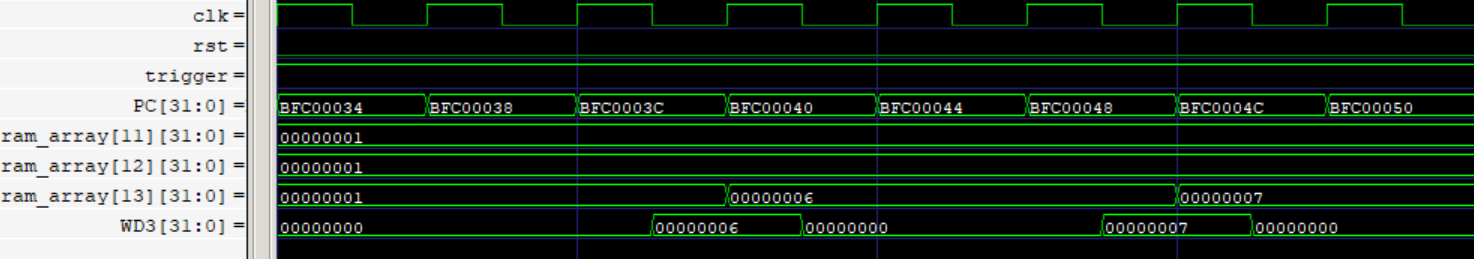 clk =
rst =
trigger =
PC[31:0] = BFC00034 BFC00038 BFC0003C BFC00040 BFC00044 BFC00048 BFC0004C BFC00050
ram_array[11][31:0] = 00000001
ram_array[12][31:0] = 00000001
ram_array[13][31:0] = 00000001 00000006 00000007
WD3[31:0] = 00000000 00000006 00000000 00000007 00000000